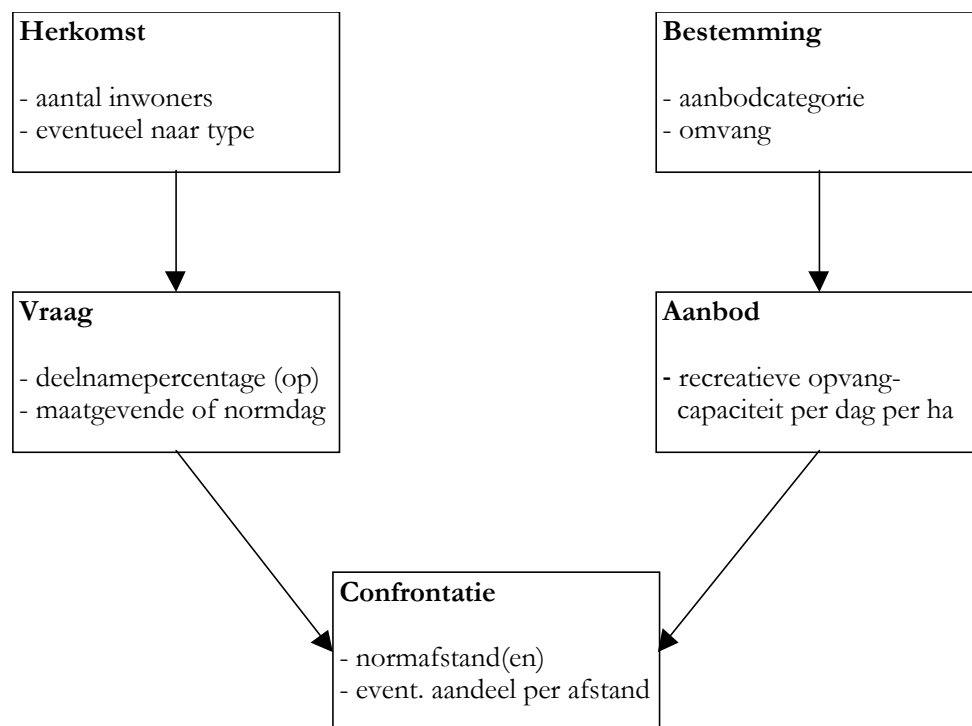 Herkomst
- aantal inwoners
- eventueel naar type
Bestemming
- aanbodcategorie
- omvang
Vraag
- deelnamepercentage (op)
- maatgevende of normdag
Aanbod
- recreatieve opvang-
capaciteit per dag per ha
Confrontatie
- normafstand(en)
- event. aandeel per afstand